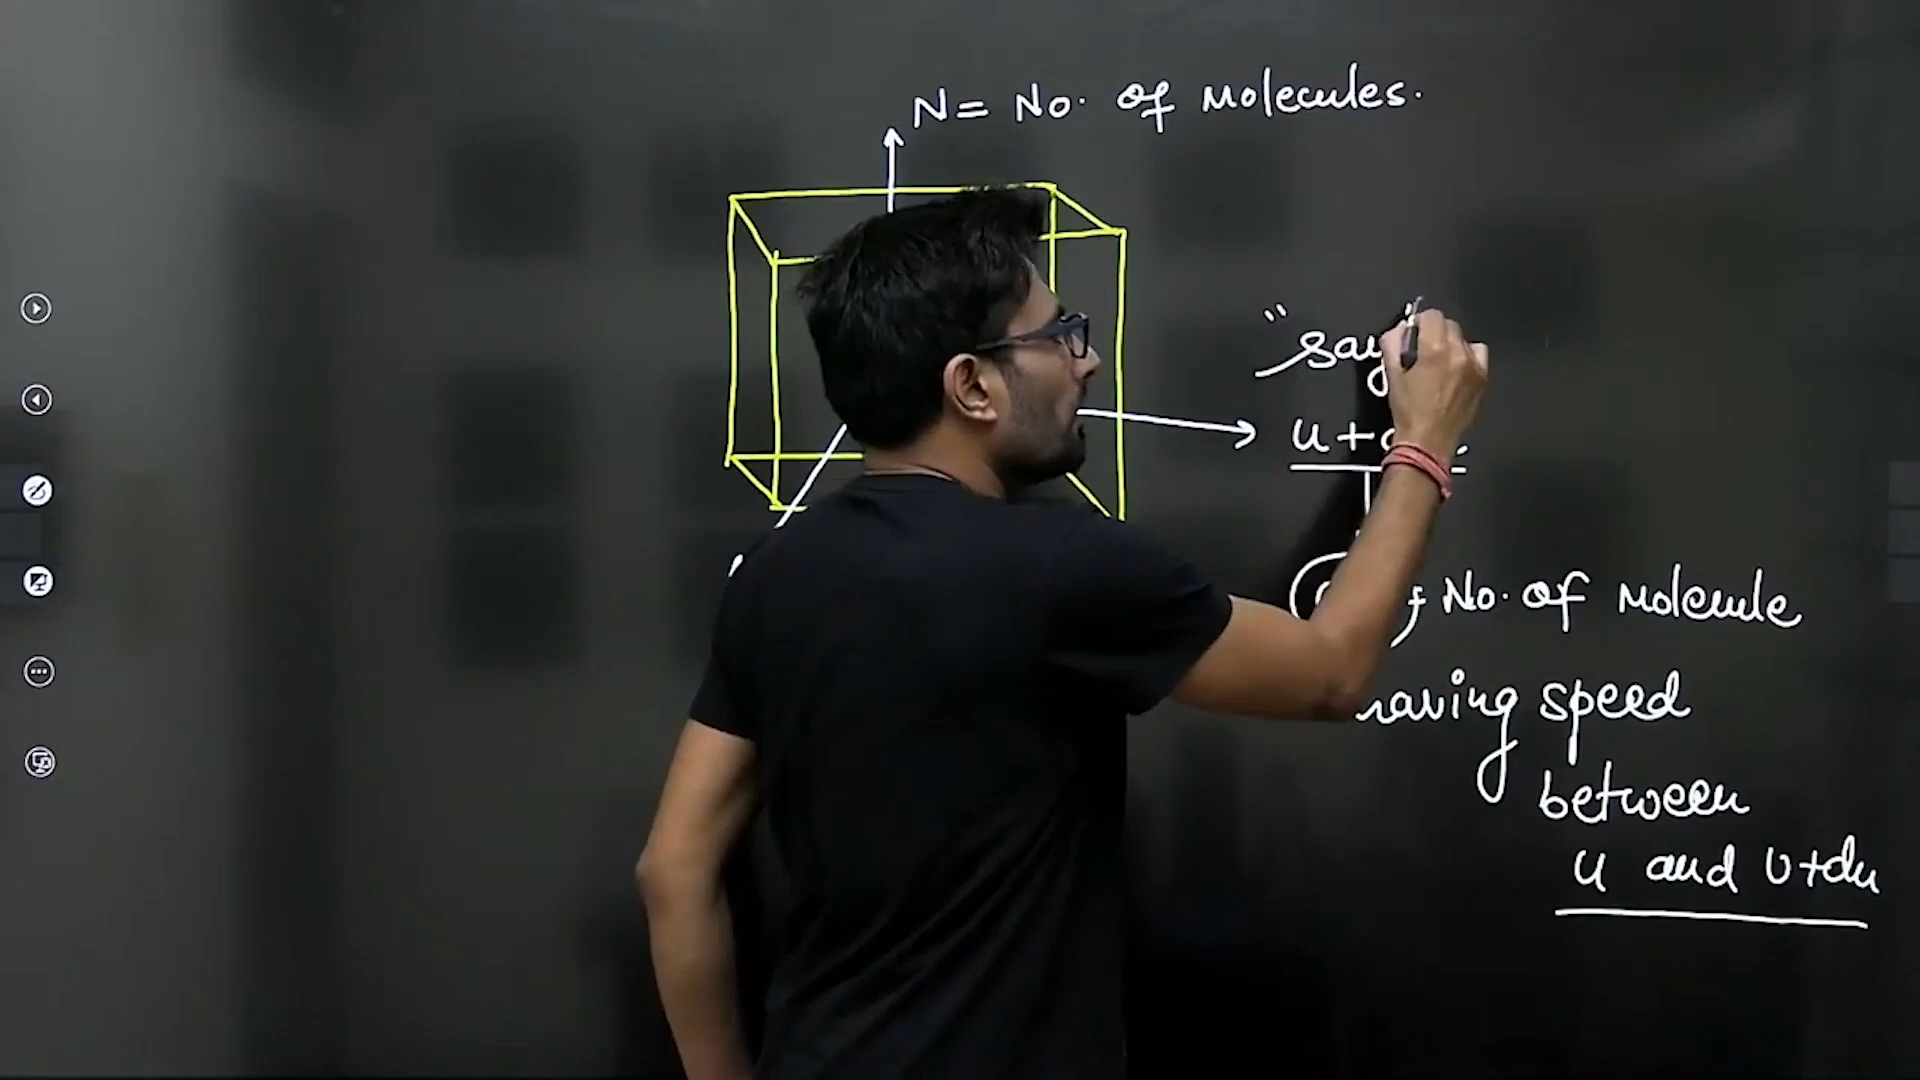 N = No. of Molecules.
"say"
u +
= No. of molecule
having speed
between
u and u+du